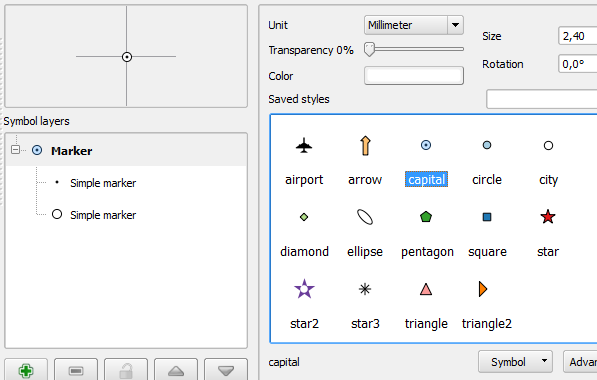 Unit
Millimeter
Size
2,40
Transparency 0%
Rotation
0,0°
Color
Saved styles
Symbol layers
Marker
Simple marker
Simple marker
airport
arrow
capital
circle
city
diamond
ellipse
pentagon
square
star
star2
star3
triangle
triangle2
capital
Symbol
Advar